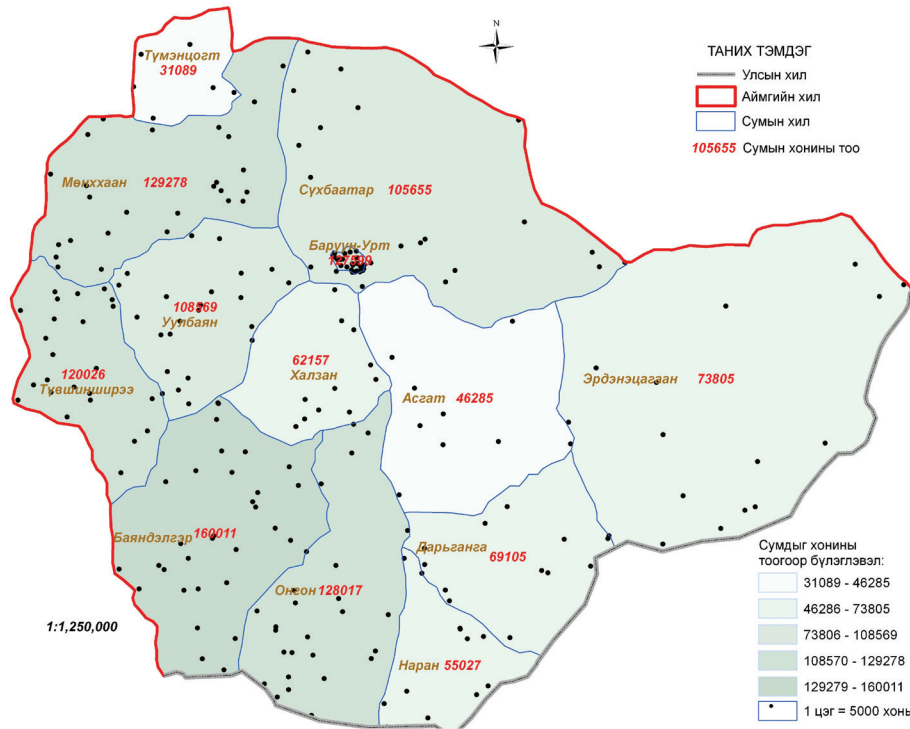 N
ТАНИХ ТЭМДЭГ
Улсын хил
Аймгийн хил
Сумын хил
105655 Сумын хонины тоо
Түмэнцогт
31089
Мөнххаан 129278
Сүхбаатар 105655
Баруун-Урт
108569
Уулбаян
62157
Халзан
120026
Түвшинширээ
Асгат 46285
Эрдэнэцагаан 73805
Баяндэлгэр 160011
Дарьганга 69105
Онгон 128017
Наран 55027
1:1,250,000
Сумдыг хонины
тоогоор бүлэглэвэл:
31089 - 46285
46286 - 73805
73806 - 108569
108570 - 129278
129279 - 160011
1 цэг = 5000 хонь